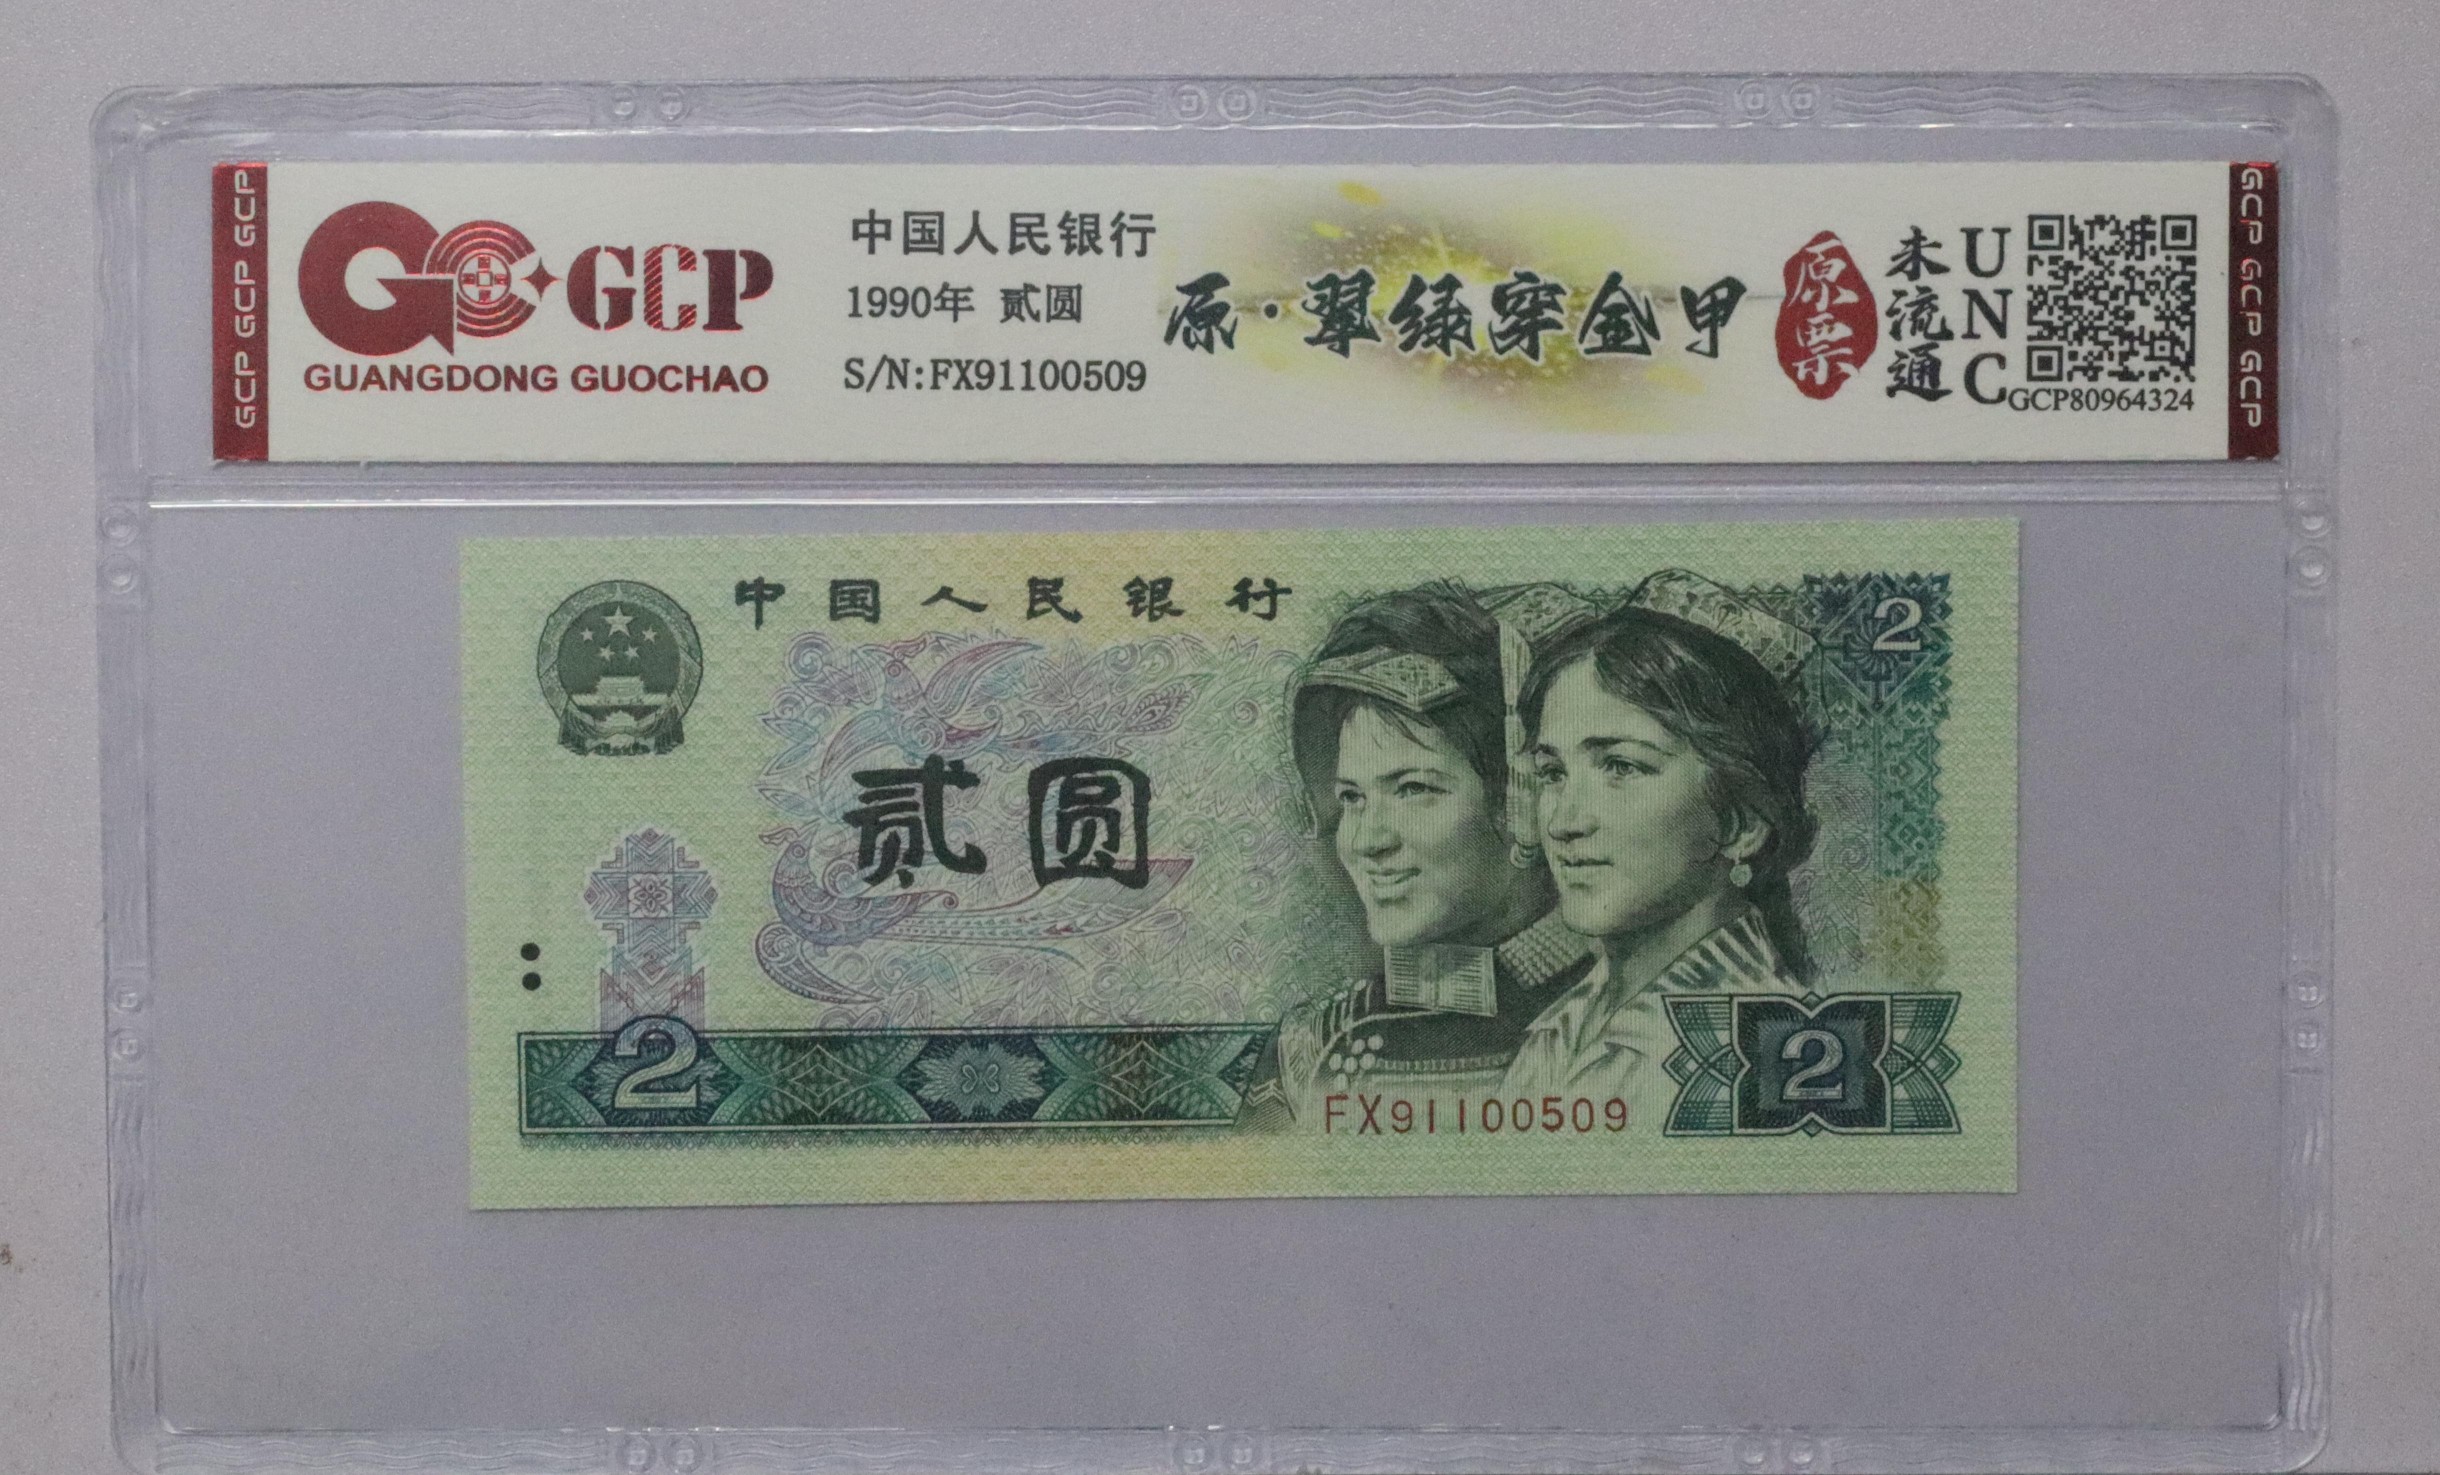 GCP GCP GCP
GCP
GUANGDONG GUOCHAO
中国人民银行
1990年 贰圆
S/N:FX91100509
原·翠绿穿金甲
原票
未流通
UNC
GCP80964324
GCP GCP GCP
中国人民银行
2
贰圆
2
2
FX91100509